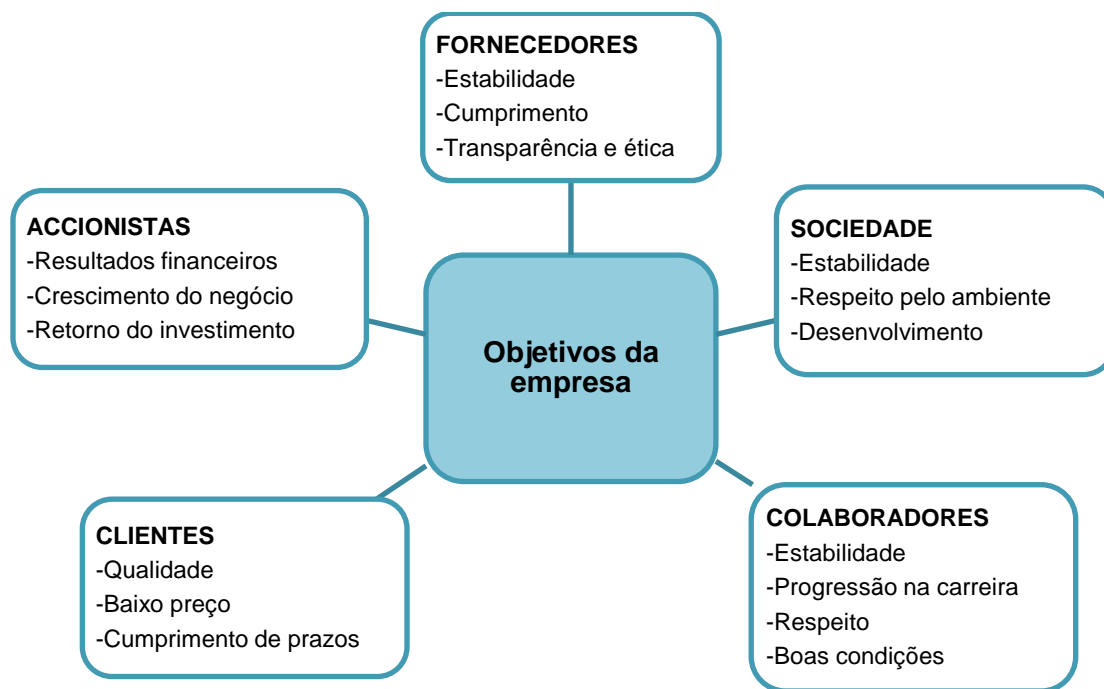 FORNECEDORES
-Estabilidade
-Cumprimento
-Transparência e ética
ACCIONISTAS
-Resultados financeiros
-Crescimento do negócio
-Retorno do investimento
SOCIEDADE
-Estabilidade
-Respeito pelo ambiente
-Desenvolvimento
Objetivos da
empresa
CLIENTES
-Qualidade
-Baixo preço
-Cumprimento de prazos
COLABORADORES
-Estabilidade
-Progressão na carreira
-Respeito
-Boas condições